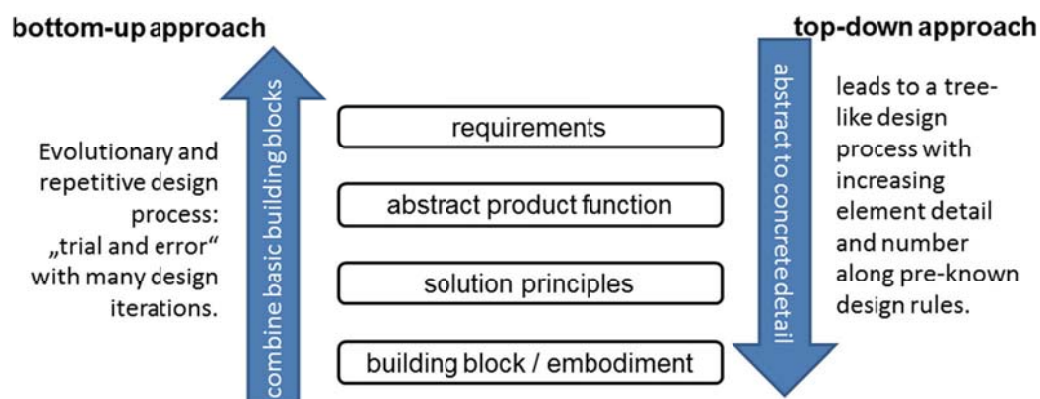 bottom-up approach
combine basic building blocks
Evolutionary and
repetitive design
process:
„trial and error“
with many design
iterations.
requirements
abstract product function
solution principles
building block / embodiment
top-down approach
abstract to concrete detail
leads to a tree-
like design
process with
increasing
element detail
and number
along pre-known
design rules.